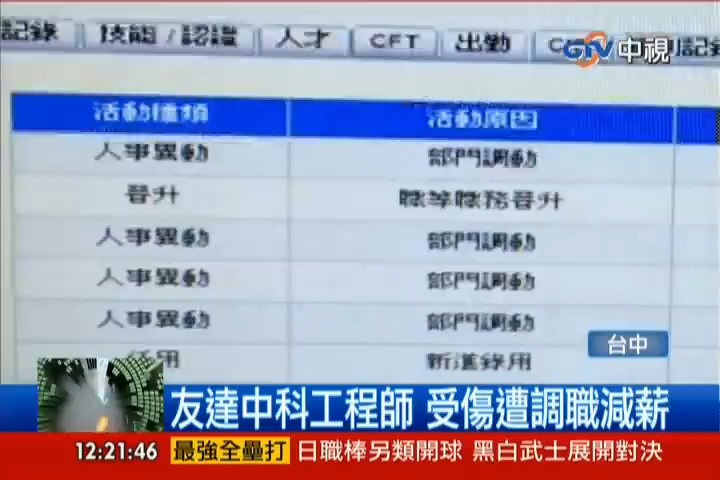 記錄 技能/認證 人才 CFT 出勤
CTV中視
活動種類 活動原因
人事異動 部門調動
晉升 職等職務晉升
人事異動 部門調動
人事異動 部門調動
人事異動 部門調動
任用 新進錄用
台中
友達中科工程師 受傷遭調職減薪
12:21:46 最強全壘打 日職棒另類開球 黑白武士展開對決